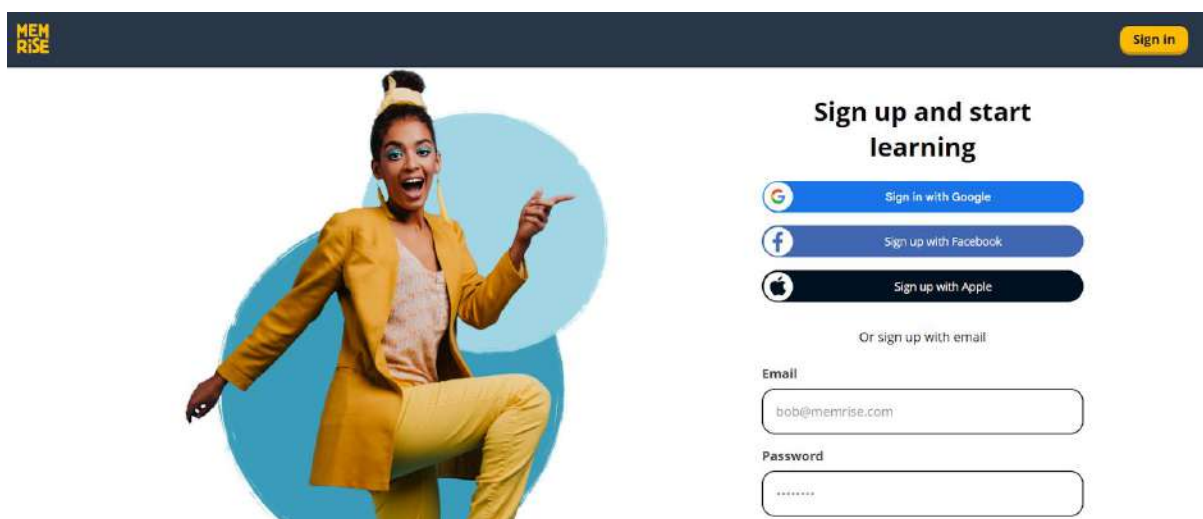 MEM
RiSE
Sign in
Sign up and start
learning
Sign in with Google
Sign up with Facebook
Sign up with Apple
Or sign up with email
Email
bob@memrise.com
Password
········